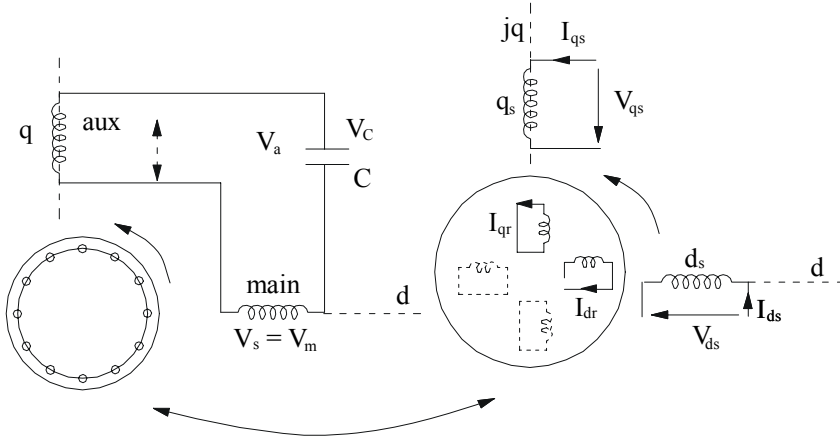 jq
I_qs
q
aux
V_a
V_C
C
q_s
V_qs
I_qr
main
d
V_s = V_m
I_dr
d_s
d
I_ds
V_ds